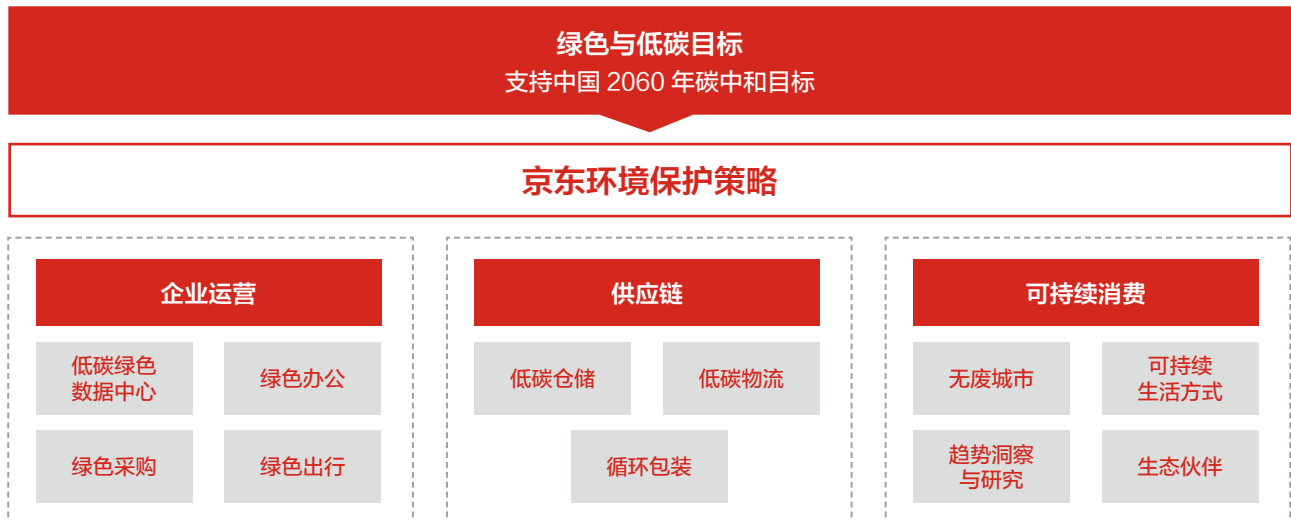 绿色与低碳目标
支持中国 2060 年碳中和目标
京东环境保护策略
企业运营
低碳绿色
数据中心
绿色办公
绿色采购
绿色出行
供应链
低碳仓储
低碳物流
循环包装
可持续消费
无废城市
可持续
生活方式
趋势洞察
与研究
生态伙伴